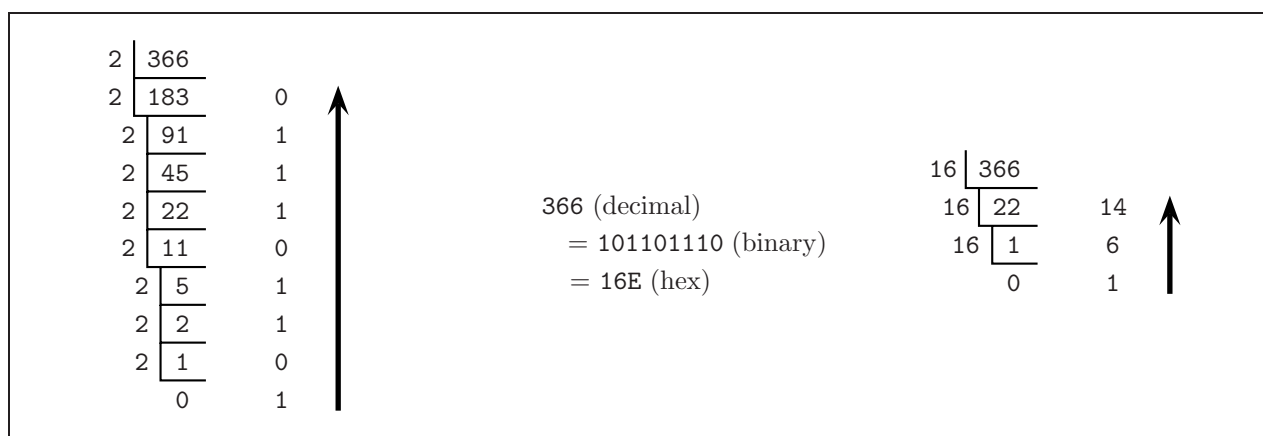 2 366
2 183 0
2 91 1
2 45 1
2 22 1
2 11 0
2 5 1
2 2 1
2 1 0
0 1
366 (decimal)
= 101101110 (binary)
= 16E (hex)
16 366
16 22 14
16 1 6
0 1